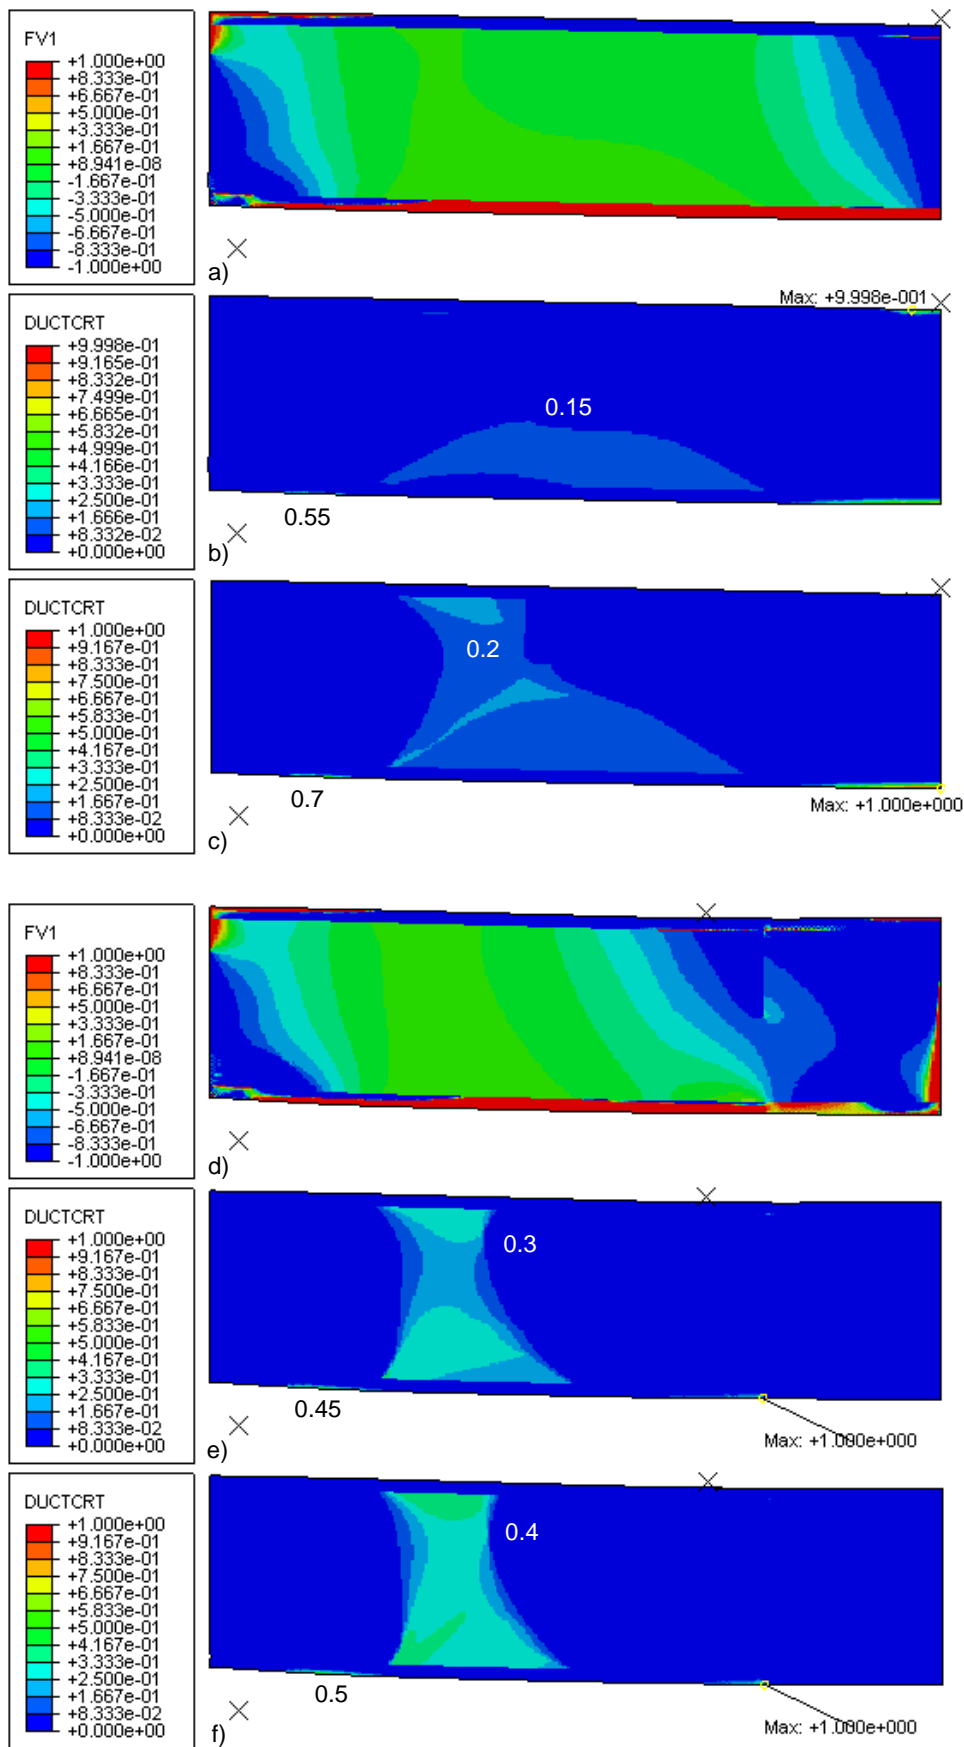 FV1
+1.000e+00
+8.333e-01
+6.667e-01
+5.000e-01
+3.333e-01
+1.667e-01
+8.941e-08
-1.667e-01
-3.333e-01
-5.000e-01
-6.667e-01
-8.333e-01
-1.000e+00
a)
Max: +9.998e-001
DUCTCRT
+9.998e-01
+9.165e-01
+8.332e-01
+7.499e-01
+6.665e-01
+5.832e-01
+4.999e-01
+4.166e-01
+3.333e-01
+2.500e-01
+1.666e-01
+8.332e-02
+0.000e+00
0.15
0.55
b)
DUCTCRT
+1.000e+00
+9.167e-01
+8.333e-01
+7.500e-01
+6.667e-01
+5.833e-01
+5.000e-01
+4.167e-01
+3.333e-01
+2.500e-01
+1.667e-01
+8.333e-02
+0.000e+00
0.2
0.7
Max: +1.000e+000
c)
FV1
+1.000e+00
+8.333e-01
+6.667e-01
+5.000e-01
+3.333e-01
+1.667e-01
+8.941e-08
-1.667e-01
-3.333e-01
-5.000e-01
-6.667e-01
-8.333e-01
-1.000e+00
d)
DUCTCRT
+1.000e+00
+9.167e-01
+8.333e-01
+7.500e-01
+6.667e-01
+5.833e-01
+5.000e-01
+4.167e-01
+3.333e-01
+2.500e-01
+1.667e-01
+8.333e-02
+0.000e+00
0.3
0.45
Max: +1.000e+000
e)
DUCTCRT
+1.000e+00
+9.167e-01
+8.333e-01
+7.500e-01
+6.667e-01
+5.833e-01
+5.000e-01
+4.167e-01
+3.333e-01
+2.500e-01
+1.667e-01
+8.333e-02
+0.000e+00
0.4
0.5
Max: +1.000e+000
f)